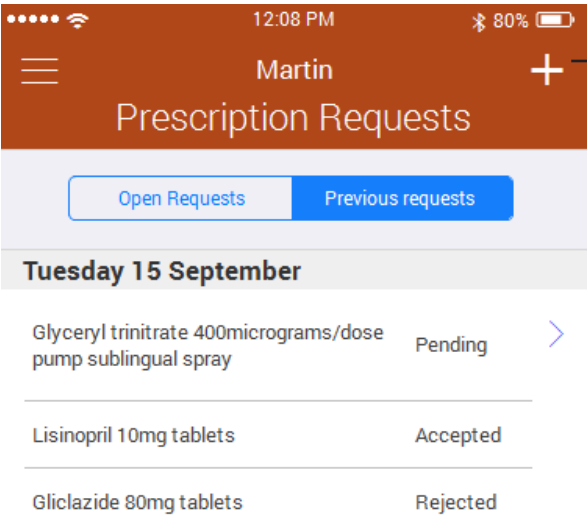 12:08 PM
80%
Martin
+
Prescription Requests
Open Requests
Previous requests
Tuesday 15 September
Glyceryl trinitrate 400micrograms/dose
pump sublingual spray
Pending
Lisinopril 10mg tablets
Accepted
Gliclazide 80mg tablets
Rejected